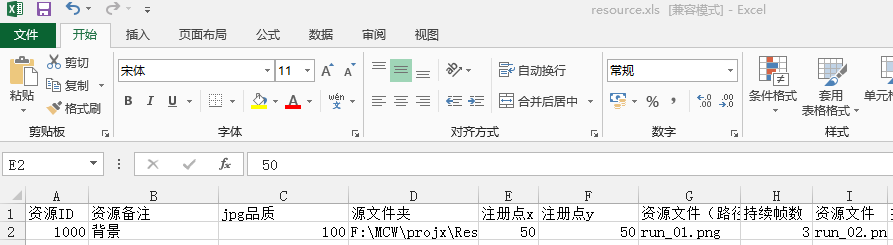 resource.xls [兼容模式] - Excel
文件 开始 插入 页面布局 公式 数据 审阅 视图
剪切
复制
格式刷
粘贴
剪贴板
宋体 11
B I U A wén 文
字体
自动换行
合并后居中
对齐方式
常规
%
数字
条件格式 套用 表格格式
样式
E2 fx 50
A B C D E F G H I
1 资源ID 资源备注 jpg品质 源文件夹 注册点x 注册点y 资源文件（路径 持续帧数 资源文件
2 1000 背景 100 F:\MCW\projx\Res 50 50 run_01.png 3 run_02.pn